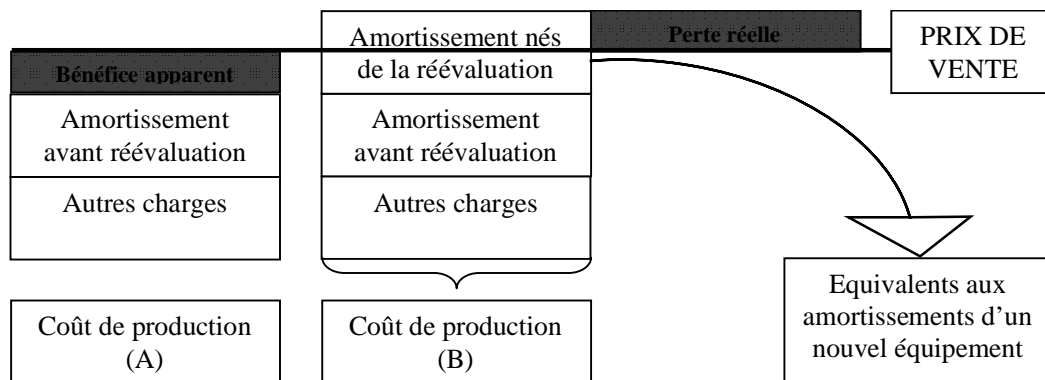 Bénéfice apparent
Amortissement
avant réévaluation
Autres charges
Coût de production
(A)
Amortissement nés
de la réévaluation
Amortissement
avant réévaluation
Autres charges
Coût de production
(B)
Perte réelle
PRIX DE
VENTE
Equivalents aux
amortissements d’un
nouvel équipement